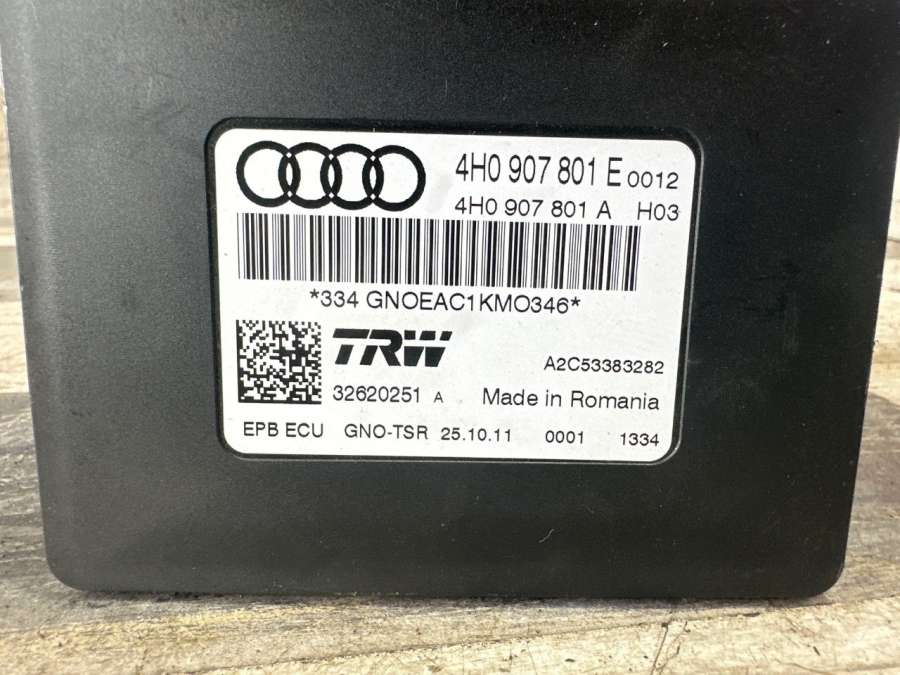 4H0 907 801 E 0012
4H0 907 801 A H03
*334 GNOEAC1KMO346*
TRW
A2C53383282
32620251 A Made in Romania
EPB ECU GNO-TSR 25.10.11 0001 1334